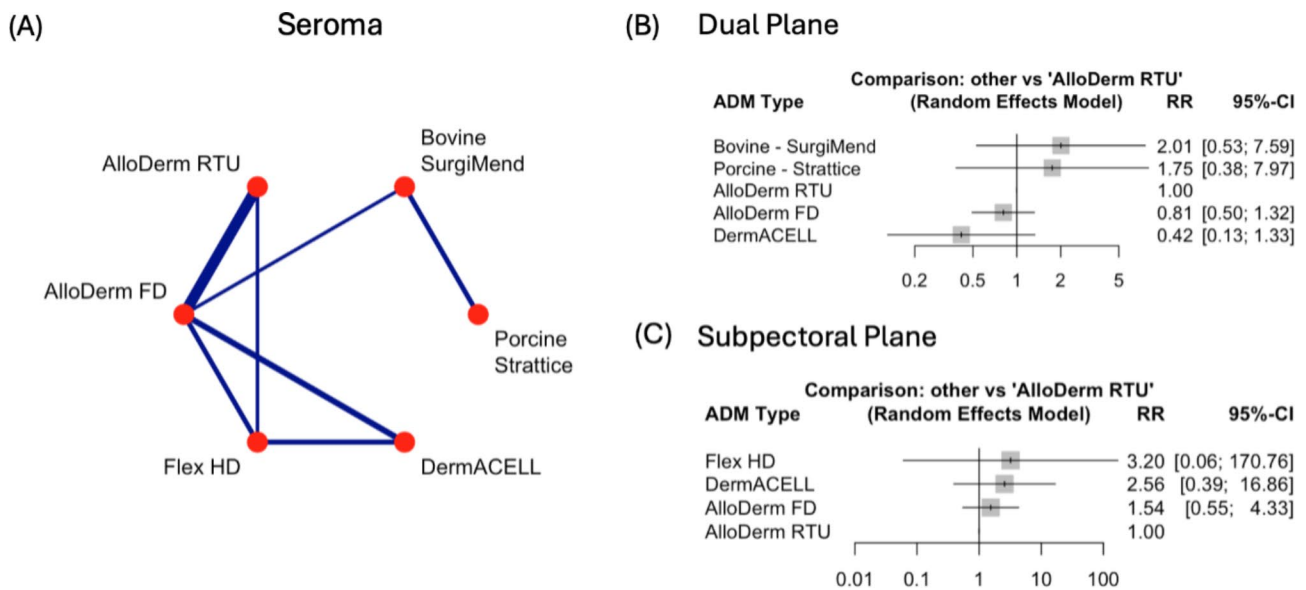 (A) Seroma
AlloDerm RTU
Bovine
SurgiMend
AlloDerm FD
Porcine
Strattice
Flex HD
DermACELL
(B) Dual Plane
Comparison: other vs 'AlloDerm RTU'
ADM Type (Random Effects Model) RR 95%-CI
Bovine - SurgiMend 2.01 [0.53; 7.59]
Porcine - Strattice 1.75 [0.38; 7.97]
AlloDerm RTU 1.00
AlloDerm FD 0.81 [0.50; 1.32]
DermACELL 0.42 [0.13; 1.33]
0.2 0.5 1 2 5
(C) Subpectoral Plane
Comparison: other vs 'AlloDerm RTU'
ADM Type (Random Effects Model) RR 95%-CI
Flex HD 3.20 [0.06; 170.76]
DermACELL 2.56 [0.39; 16.86]
AlloDerm FD 1.54 [0.55; 4.33]
AlloDerm RTU 1.00
0.01 0.1 1 10 100